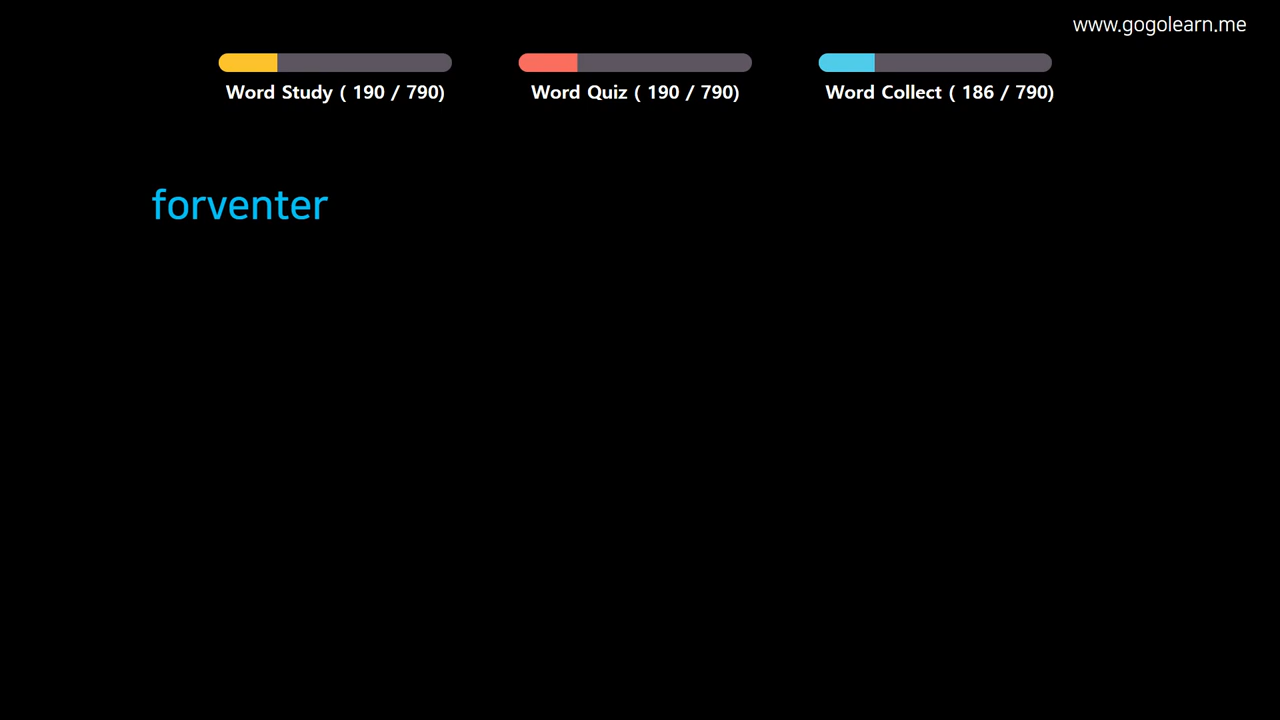 www.gogolearn.me
Word Study ( 190 / 790)
Word Quiz ( 190 / 790)
Word Collect ( 186 / 790)
forventer